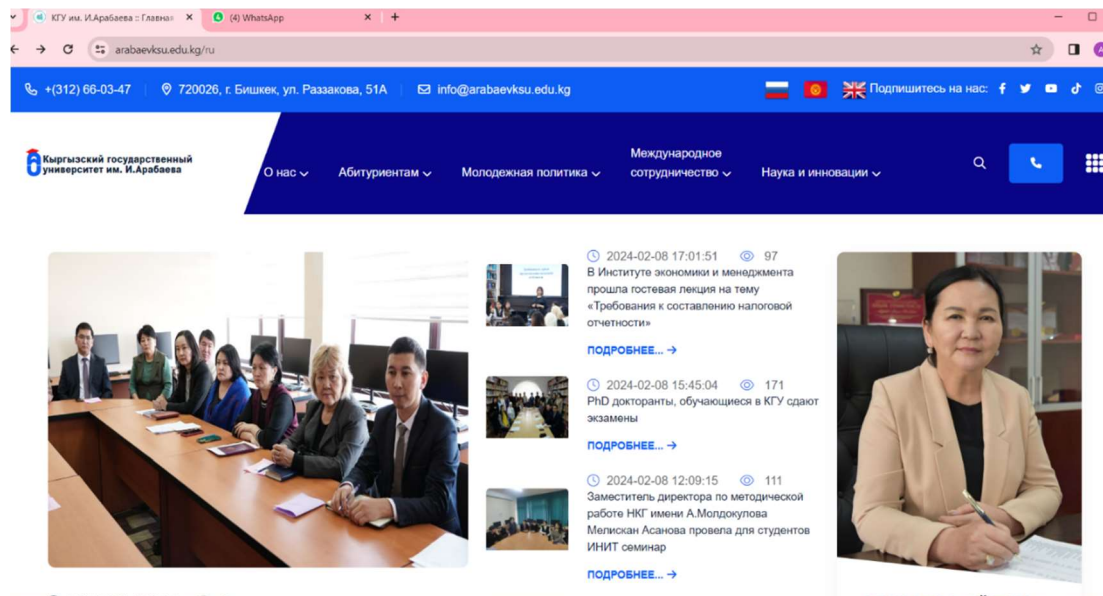 КГУ им. И.Арабаева :: Главная
(4) WhatsApp
arabaevksu.edu.kg/ru
+(312) 66-03-47
720026, г. Бишкек, ул. Раззакова, 51А
info@arabaevksu.edu.kg
Подпишитесь на нас:
Кыргызский государственный
университет им. И.Арабаева
О нас
Абитуриентам
Молодежная политика
Международное
сотрудничество
Наука и инновации
2024-02-08 17:01:51 97
В Институте экономики и менеджмента
прошла гостевая лекция на тему
«Требования к составлению налоговой
отчетности»
ПОДРОБНЕЕ... →
2024-02-08 15:45:04 171
PhD докторанты, обучающиеся в КГУ сдают
экзамены
ПОДРОБНЕЕ... →
2024-02-08 12:09:15 111
Заместитель директора по методической
работе НКГ имени А.Молдокулова
Мелискан Асанова провела для студентов
ИНИТ семинар
ПОДРОБНЕЕ... →